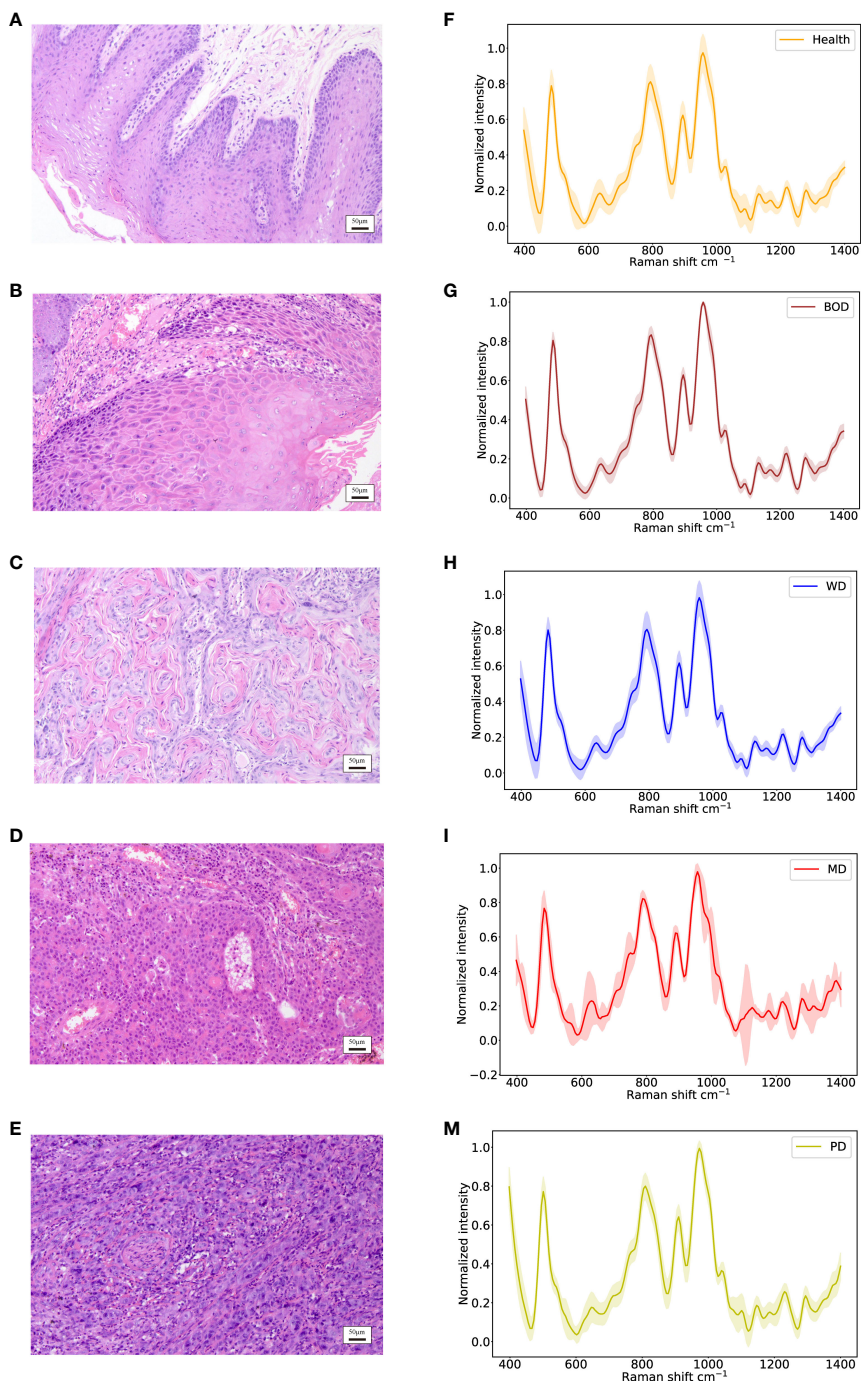 A
50μm
F
Health
Normalized intensity
1.0
0.8
0.6
0.4
0.2
0.0
400 600 800 1000 1200 1400
Raman shift cm⁻¹
B
50μm
G
BOD
Normalized intensity
1.0
0.8
0.6
0.4
0.2
0.0
400 600 800 1000 1200 1400
Raman shift cm⁻¹
C
50μm
H
WD
Normalized intensity
1.0
0.8
0.6
0.4
0.2
0.0
400 600 800 1000 1200 1400
Raman shift cm⁻¹
D
50μm
I
MD
Normalized intensity
1.0
0.8
0.6
0.4
0.2
0.0
−0.2
400 600 800 1000 1200 1400
Raman shift cm⁻¹
E
50μm
M
PD
Normalized intensity
1.0
0.8
0.6
0.4
0.2
0.0
400 600 800 1000 1200 1400
Raman shift cm⁻¹